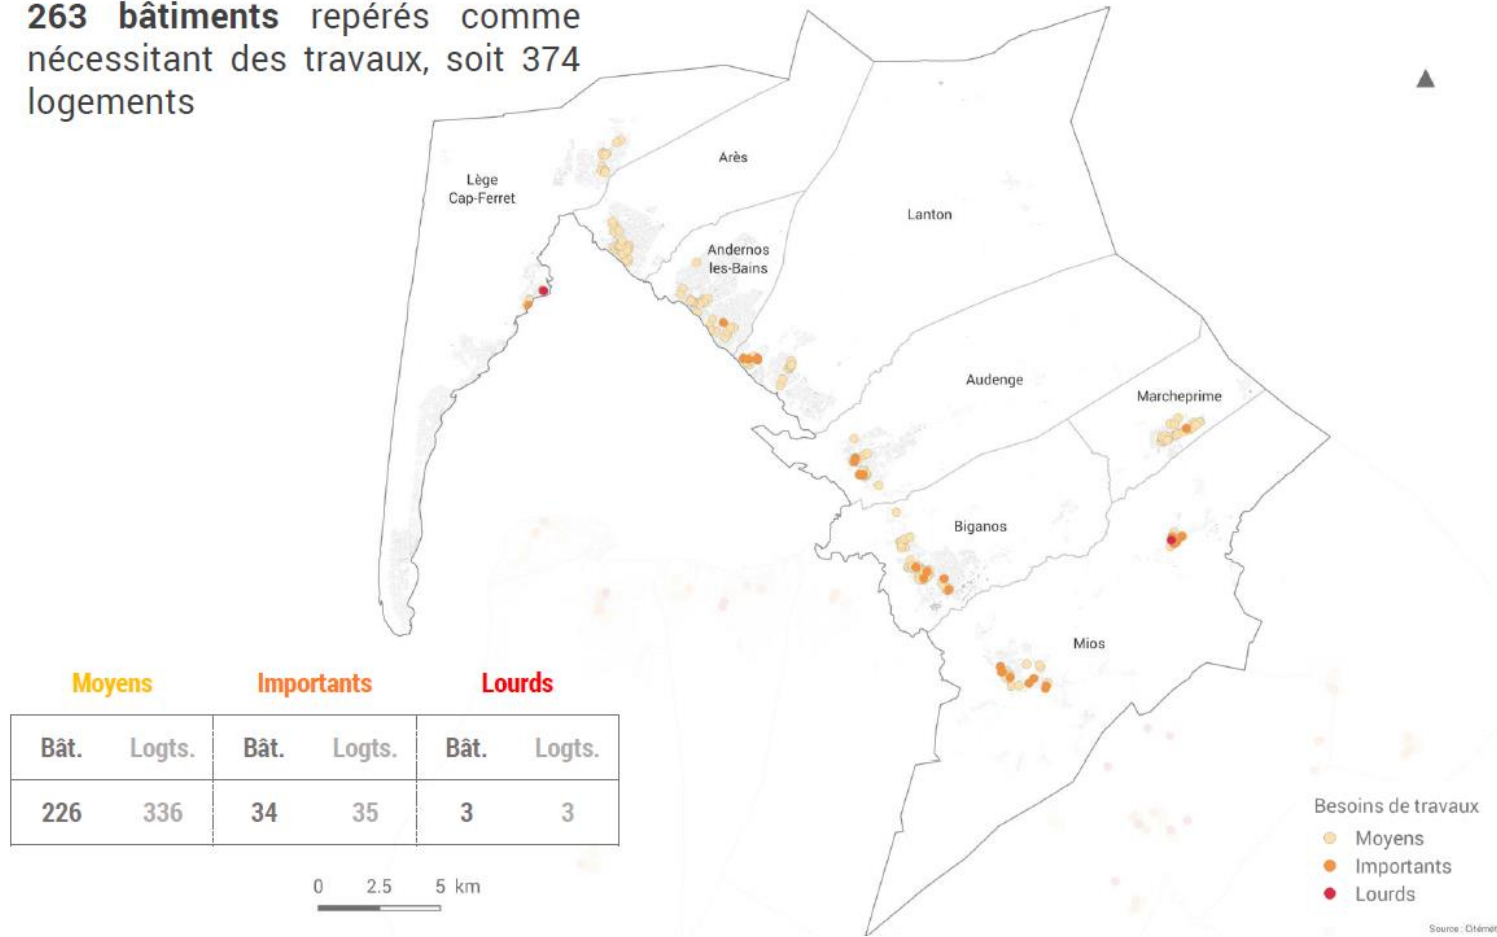 263 bâtiments repérés comme
nécessitant des travaux, soit 374
logements
Arès
Lège
Cap-Ferret
Lanton
Andernos
les-Bains
Audenge
Marcheprime
Biganos
Mios
Moyens Importants Lourds
Bât. Logts. Bât. Logts. Bât. Logts.
226 336 34 35 3 3
0 2.5 5 km
Besoins de travaux
Moyens
Importants
Lourds
Source : Citémét